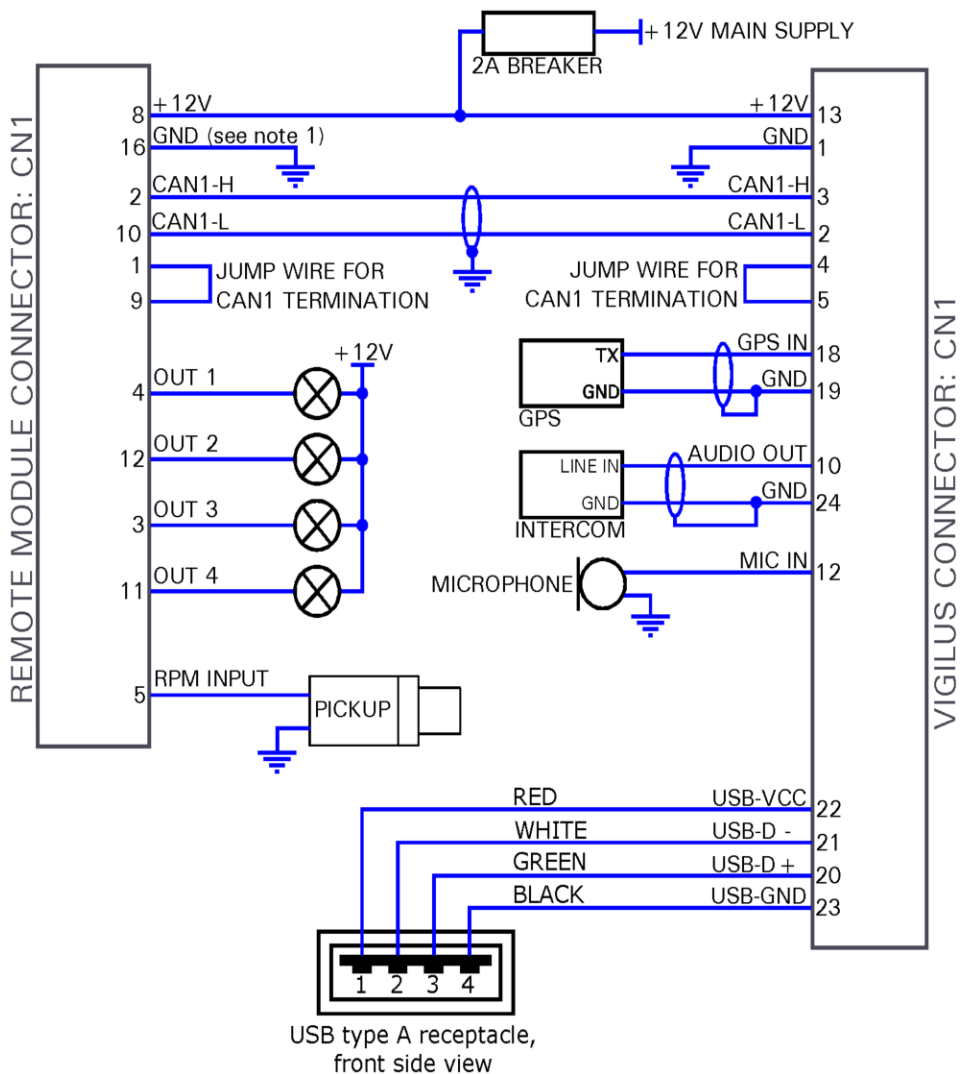 +12V MAIN SUPPLY
2A BREAKER
REMOTE MODULE CONNECTOR: CN1
8 +12V
16 GND (see note 1)
2 CAN1-H
10 CAN1-L
1
9
JUMP WIRE FOR
CAN1 TERMINATION
+12V
4 OUT 1
12 OUT 2
3 OUT 3
11 OUT 4
5 RPM INPUT
PICKUP
VIGILUS CONNECTOR: CN1
+12V 13
GND 1
CAN1-H 3
CAN1-L 2
JUMP WIRE FOR
CAN1 TERMINATION
4
5
TX
GND
GPS
GPS IN 18
GND 19
LINE IN
GND
INTERCOM
AUDIO OUT 10
GND 24
MICROPHONE
MIC IN 12
RED USB-VCC 22
WHITE USB-D - 21
GREEN USB-D + 20
BLACK USB-GND 23
1 2 3 4
USB type A receptacle,
front side view